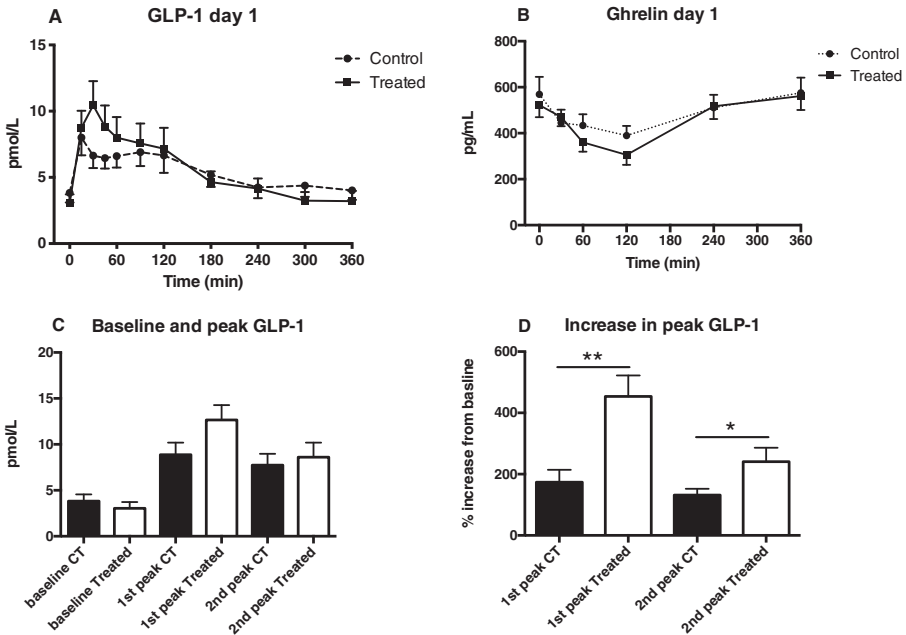 A
GLP-1 day 1
15
10
5
0
pmol/L
0
60
120
180
240
300
360
Time (min)
Control
Treated
B
Ghrelin day 1
800
600
400
200
0
pg/mL
0
60
120
180
240
300
360
Time (min)
Control
Treated
C
Baseline and peak GLP-1
20
15
10
5
0
pmol/L
baseline CT
baseline Treated
1st peak CT
1st peak Treated
2nd peak CT
2nd peak Treated
D
Increase in peak GLP-1
600
400
200
0
% increase from basline
**
*
1st peak CT
1st peak Treated
2nd peak CT
2nd peak Treated